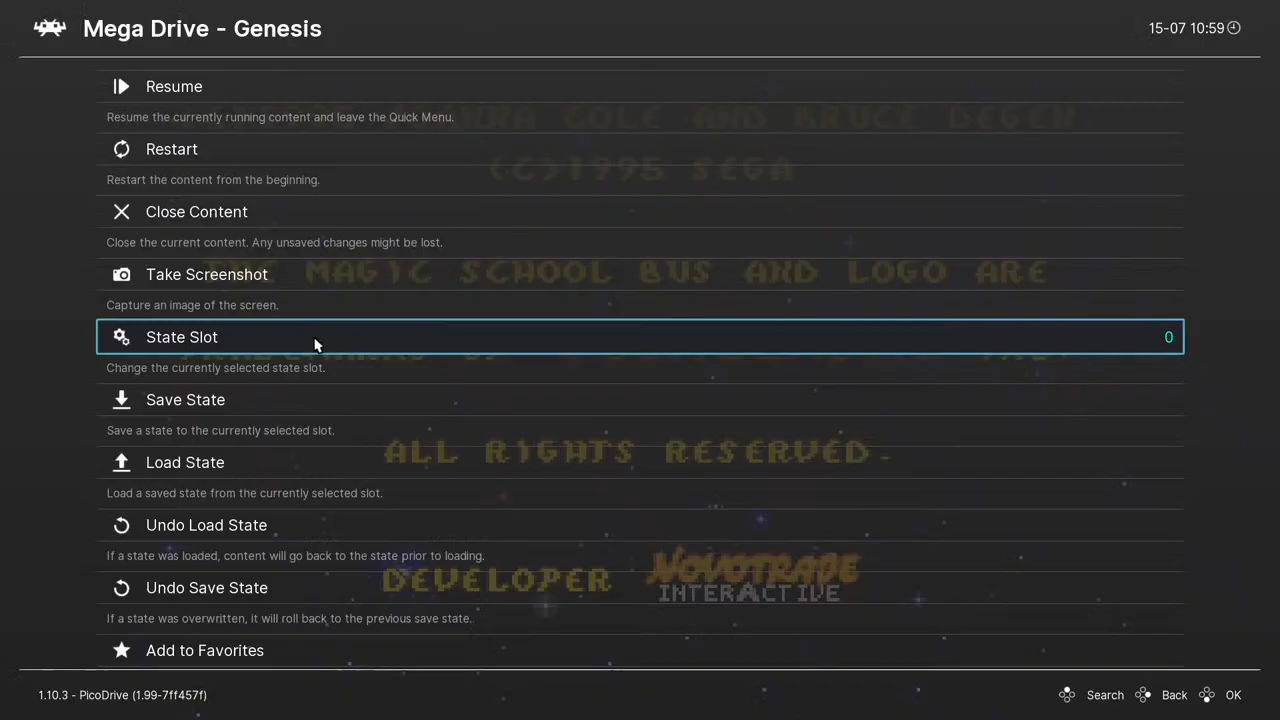 Mega Drive - Genesis
15-07 10:59
Resume
Resume the currently running content and leave the Quick Menu.
COLE AND BRUCE DEGEN
Restart
(C)1995 SEGA
Restart the content from the beginning.
Close Content
Close the current content. Any unsaved changes might be lost.
Take Screenshot
THE MAGIC SCHOOL BUS AND LOGO ARE
Capture an image of the screen.
State Slot
0
Change the currently selected state slot.
Save State
Save a state to the currently selected slot.
ALL RIGHTS RESERVED.
Load State
Load a saved state from the currently selected slot.
Undo Load State
If a state was loaded, content will go back to the state prior to loading.
DEVELOPER NOVOTRADE
INTERACTIVE
Undo Save State
If a state was overwritten, it will roll back to the previous save state.
Add to Favorites
1.10.3 - PicoDrive (1.99-7ff457f)
Search Back OK